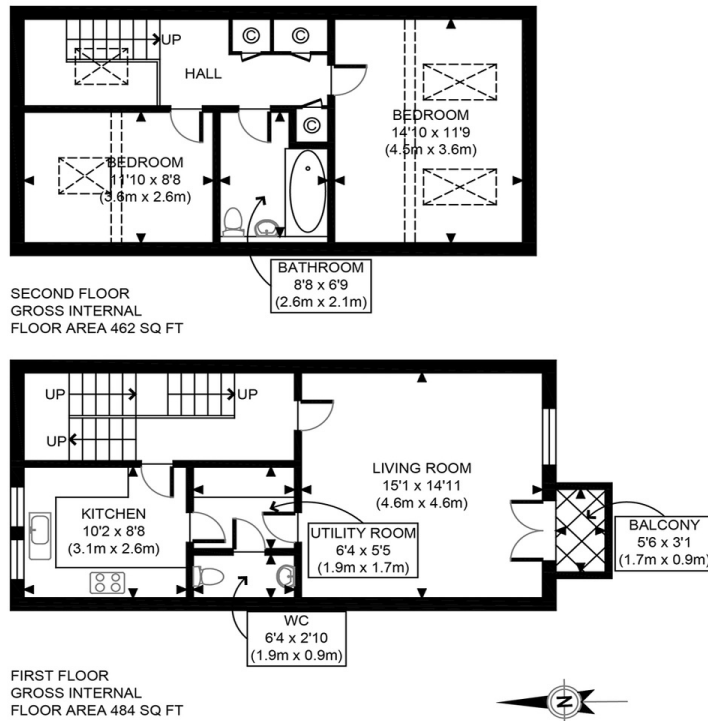 UP
C
C
HALL
C
BEDROOM
14'10 x 11'9
(4.5m x 3.6m)
BEDROOM
11'10 x 8'8
(3.6m x 2.6m)
BATHROOM
8'8 x 6'9
(2.6m x 2.1m)
SECOND FLOOR
GROSS INTERNAL
FLOOR AREA 462 SQ FT
UP
UP
UP
LIVING ROOM
15'1 x 14'11
(4.6m x 4.6m)
KITCHEN
10'2 x 8'8
(3.1m x 2.6m)
UTILITY ROOM
6'4 x 5'5
(1.9m x 1.7m)
BALCONY
5'6 x 3'1
(1.7m x 0.9m)
WC
6'4 x 2'10
(1.9m x 0.9m)
FIRST FLOOR
GROSS INTERNAL
FLOOR AREA 484 SQ FT
N